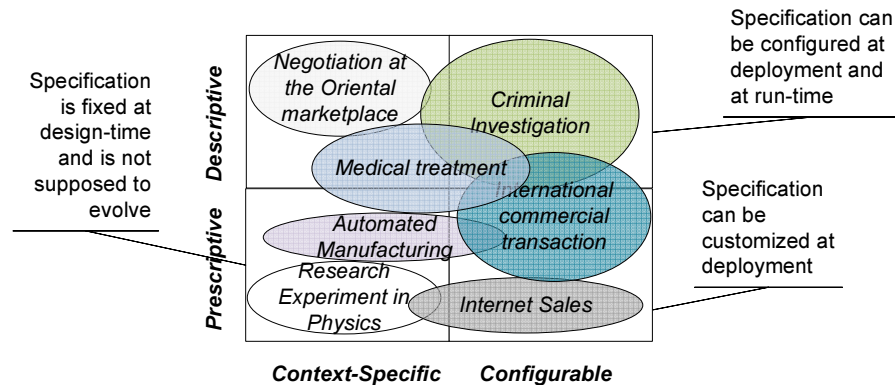 Specification
is fixed at
design-time
and is not
supposed to
evolve
Descriptive
Prescriptive
Negotiation at
the Oriental
marketplace
Criminal
Investigation
Medical treatment
International
commercial
transaction
Automated
Manufacturing
Research
Experiment in
Physics
Internet Sales
Context-Specific
Configurable
Specification can
be configured at
deployment and
at run-time
Specification
can be
customized at
deployment